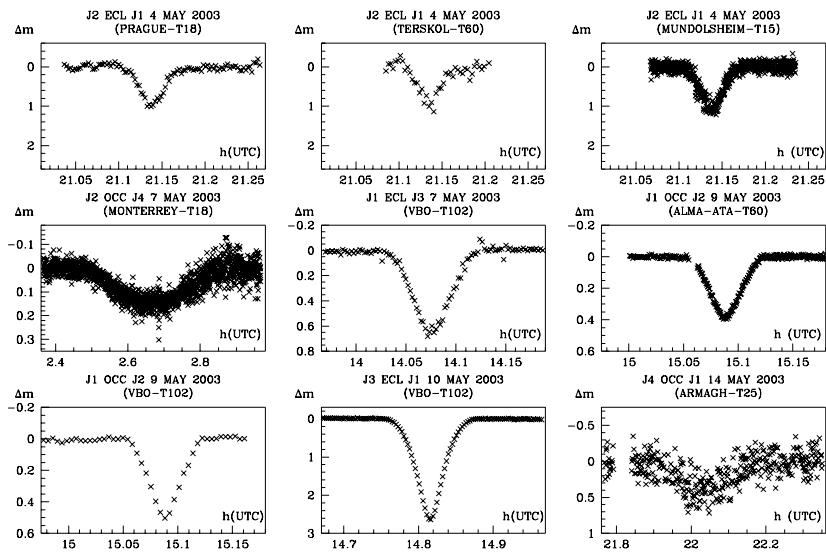 J2 ECL J1 4 MAY 2003
(PRAGUE-T18)
Δm
0
1
2
h(UTC)
21.05 21.1 21.15 21.2 21.25
J2 ECL J1 4 MAY 2003
(TERSKOL-T60)
Δm
0
1
2
h(UTC)
21.05 21.1 21.15 21.2 21.25
J2 ECL J1 4 MAY 2003
(MUNDOLSHEIM-T15)
Δm
0
1
2
h (UTC)
21.05 21.1 21.15 21.2 21.25
J2 OCC J4 7 MAY 2003
(MONTERREY-T18)
Δm
-0.1
0
0.1
0.2
0.3
h(UTC)
2.4 2.6 2.8
J1 ECL J3 7 MAY 2003
(VBO-T102)
Δm
-0.2
0
0.2
0.4
0.6
0.8
h(UTC)
14 14.05 14.1 14.15
J1 OCC J2 9 MAY 2003
(ALMA-ATA-T60)
Δm
-0.2
0
0.2
0.4
0.6
h (UTC)
15 15.05 15.1 15.15
J1 OCC J2 9 MAY 2003
(VBO-T102)
Δm
-0.2
0
0.2
0.4
0.6
h(UTC)
15 15.05 15.1 15.15
J3 ECL J1 10 MAY 2003
(VBO-T102)
Δm
0
1
2
3
h(UTC)
14.7 14.8 14.9
J4 OCC J1 14 MAY 2003
(ARMAGH-T25)
Δm
-0.5
0
0.5
1
h (UTC)
21.8 22 22.2